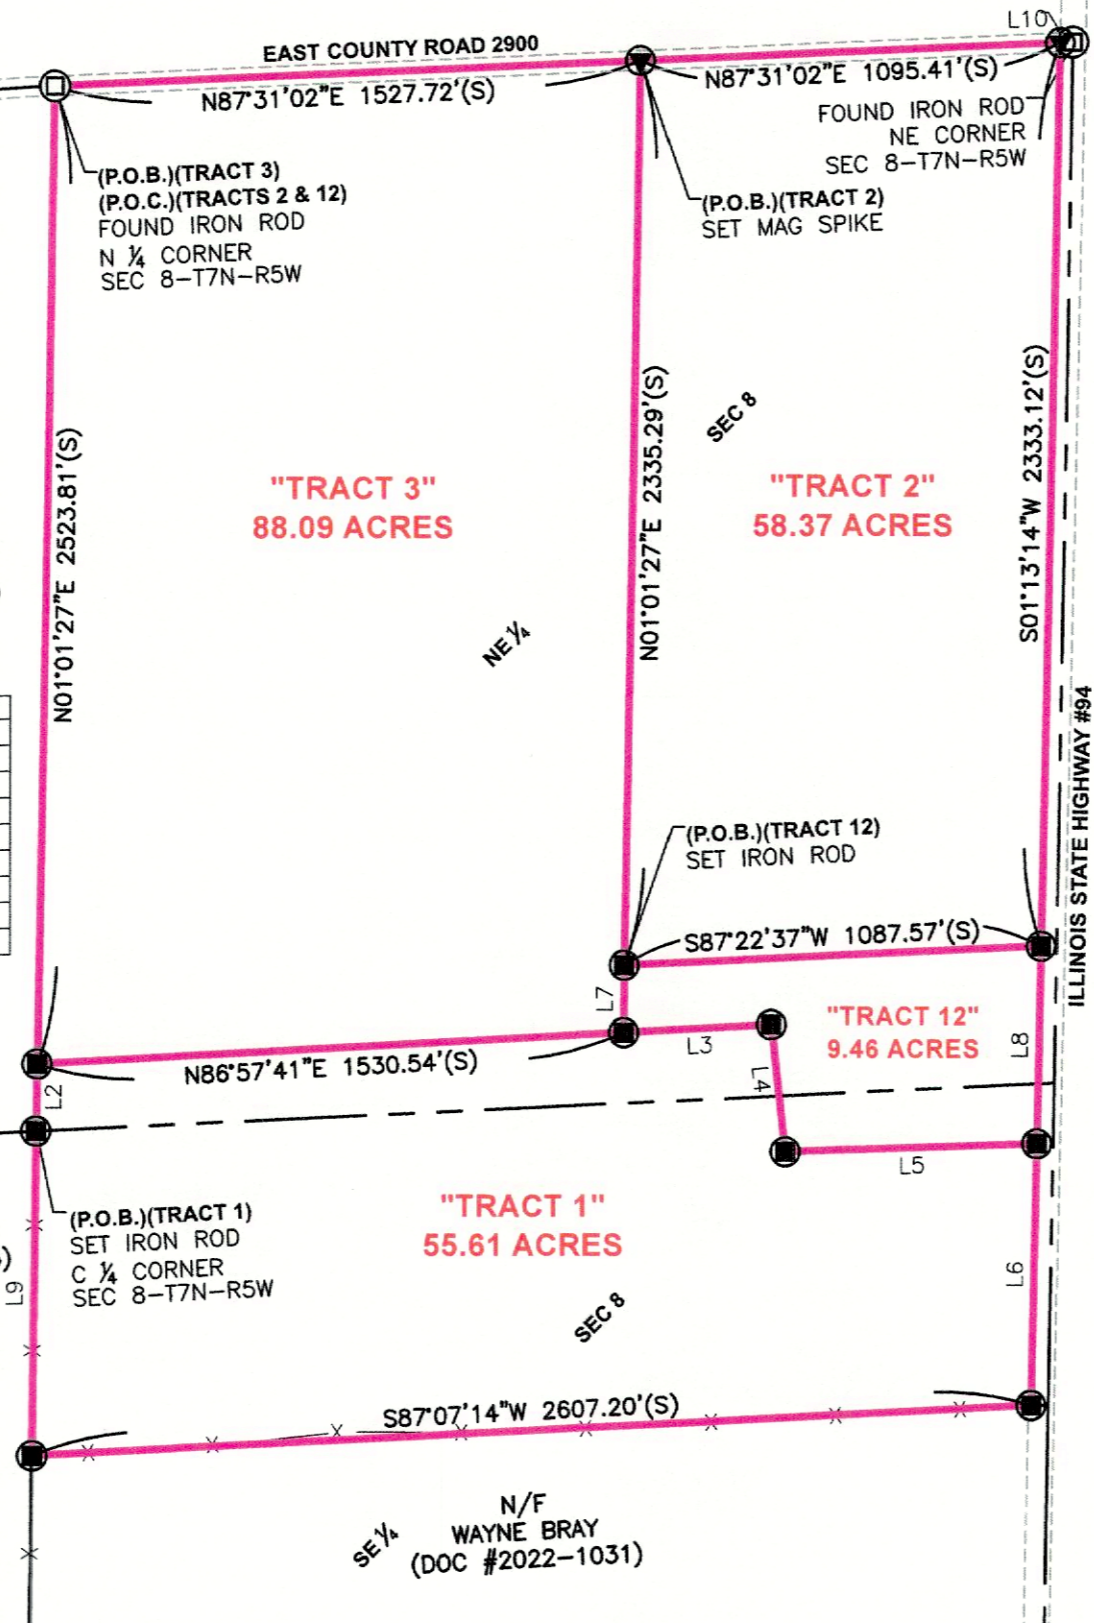 L10
EAST COUNTY ROAD 2900
N87°31'02"E 1527.72'(S)
N87°31'02"E 1095.41'(S)
FOUND IRON ROD
NE CORNER
SEC 8-T7N-R5W
(P.O.B.)(TRACT 3)
(P.O.C.)(TRACTS 2 & 12)
FOUND IRON ROD
N ¼ CORNER
SEC 8-T7N-R5W
(P.O.B.)(TRACT 2)
SET MAG SPIKE
N01°01'27"E 2523.81'(S)
N01°01'27"E 2335.29'(S)
S01°13'14"W 2333.12'(S)
SEC 8
"TRACT 3"
88.09 ACRES
"TRACT 2"
58.37 ACRES
NE ¼
ILLINOIS STATE HIGHWAY #94
(P.O.B.)(TRACT 12)
SET IRON ROD
S87°22'37"W 1087.57'(S)
L7
"TRACT 12"
9.46 ACRES
L3
L8
N86°57'41"E 1530.54'(S)
L2
L4
L5
(P.O.B.)(TRACT 1)
SET IRON ROD
C ¼ CORNER
SEC 8-T7N-R5W
"TRACT 1"
55.61 ACRES
L9
L6
SEC 8
S87°07'14"W 2607.20'(S)
N/F
WAYNE BRAY
(DOC #2022-1031)
SE ¼